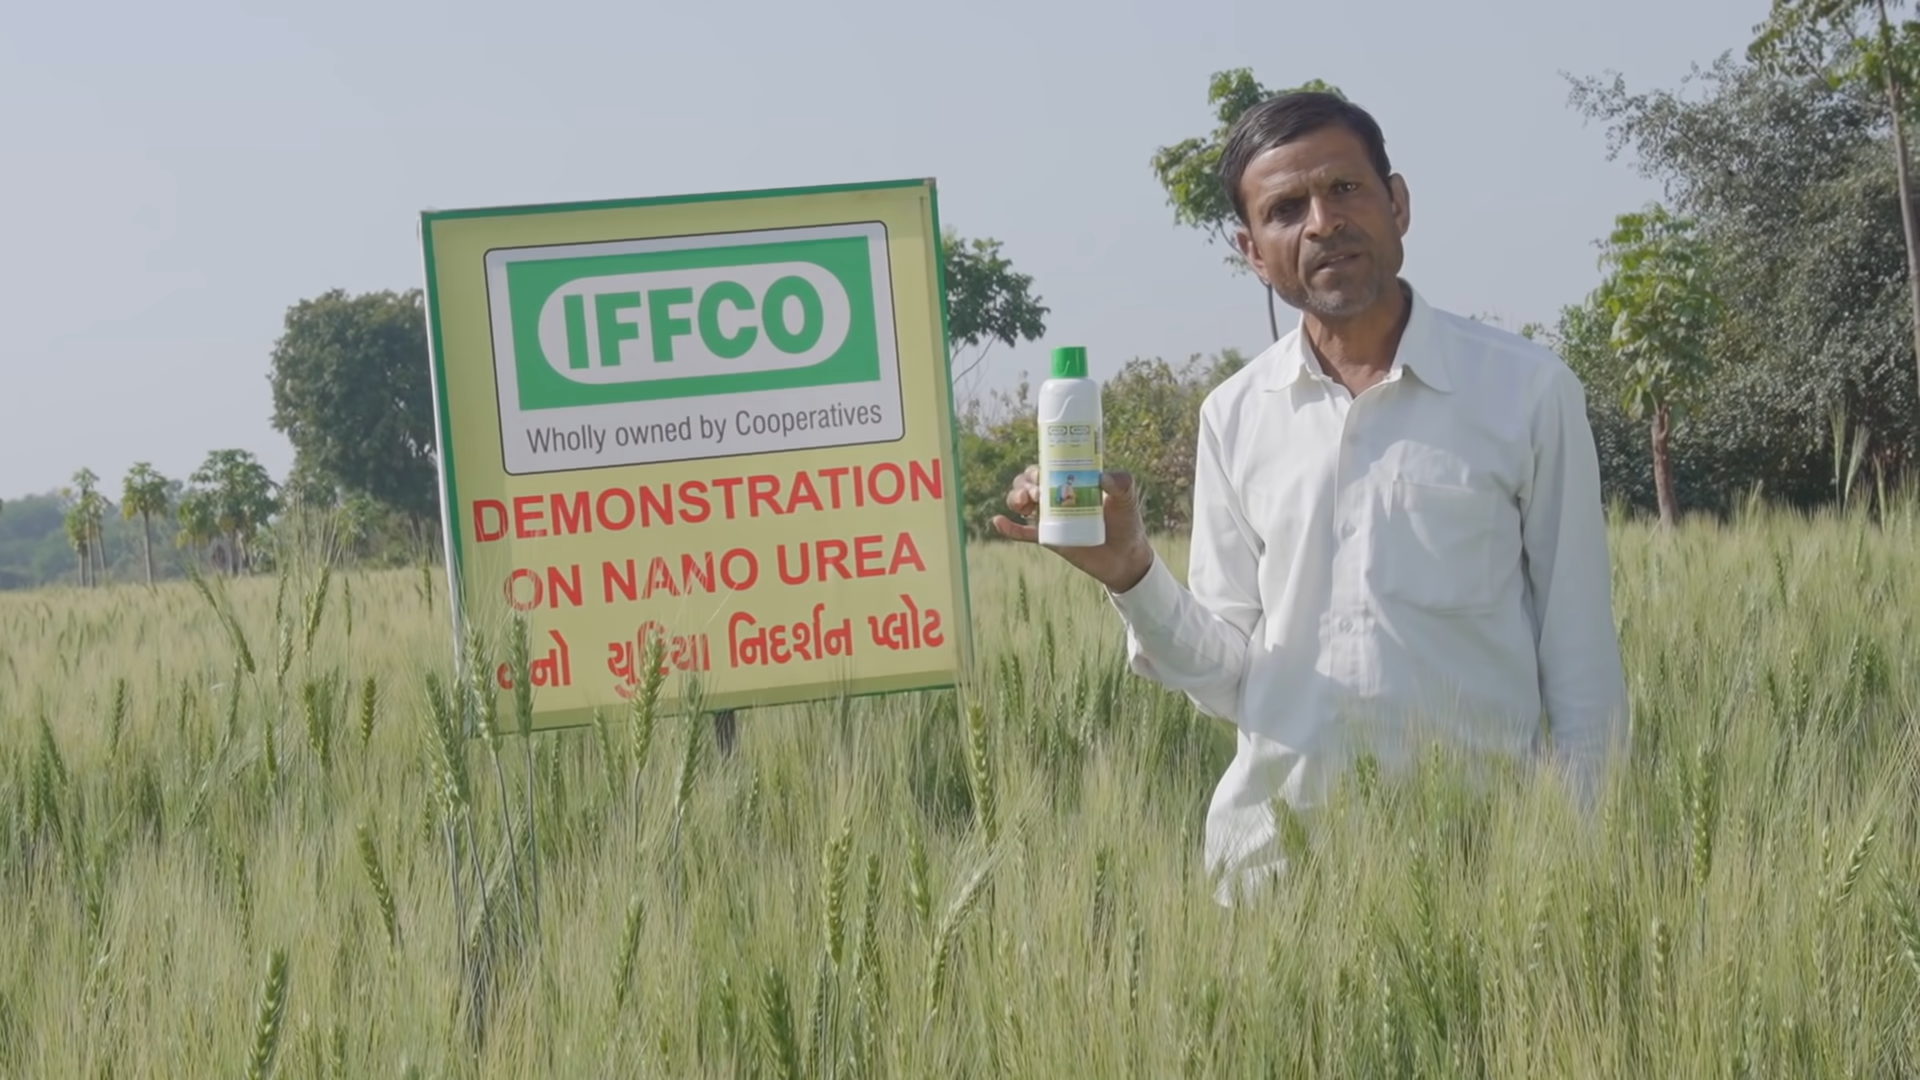 IFFCO
Wholly owned by Cooperatives
DEMONSTRATION
ON NANO UREA
નેનો યુરિયા નિદર્શન પ્લોટ